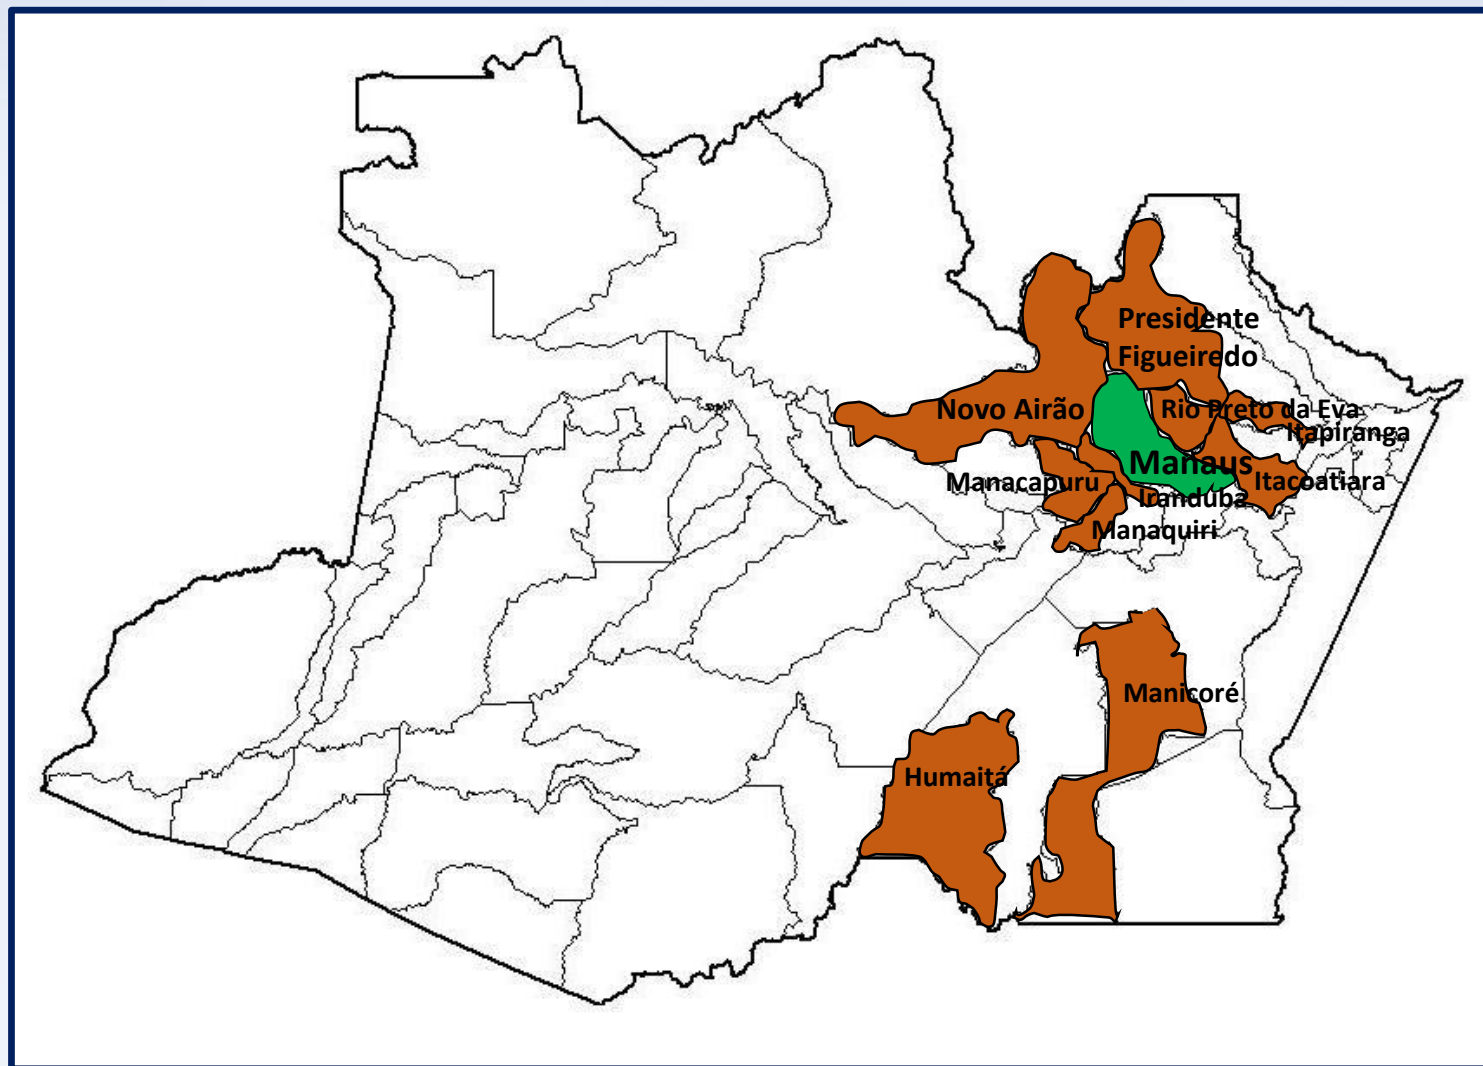 Presidente
Figueiredo
Novo Airão
Rio Preto da Eva
Itapiranga
Manaus
Manacapuru
Itacoatiara
Iranduba
Manaquiri
Manicoré
Humaitá